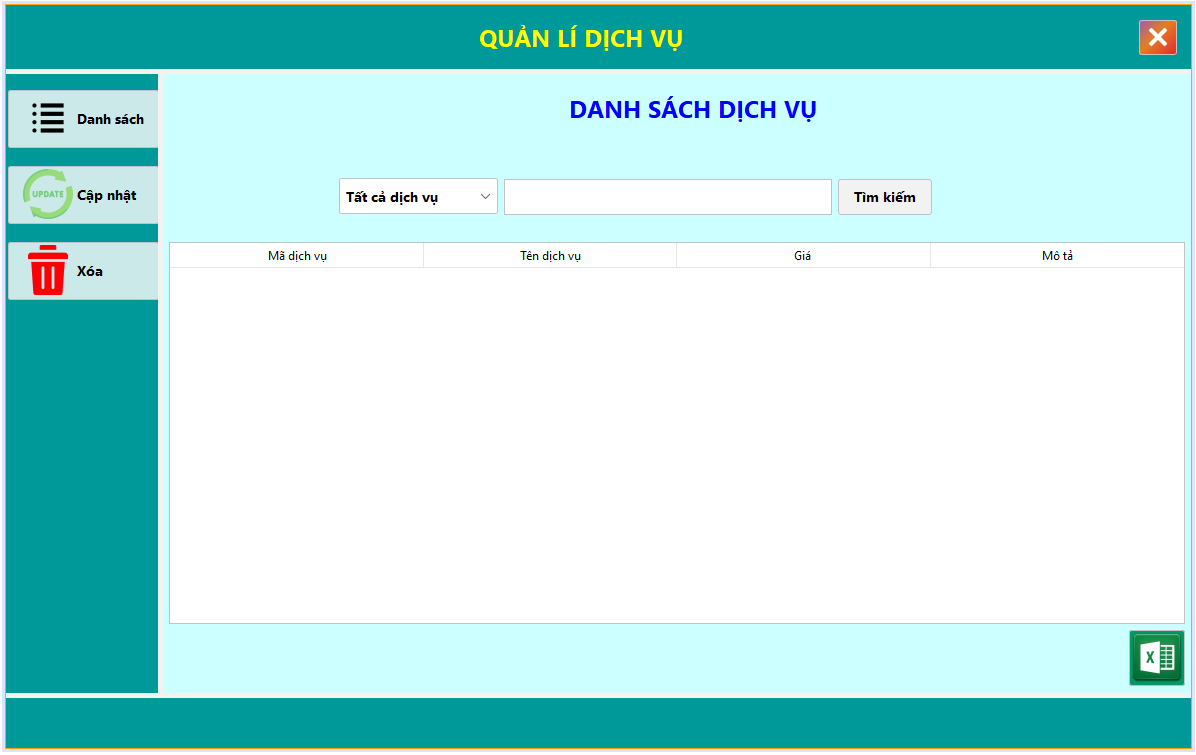 QUẢN LÍ DỊCH VỤ
Danh sách
UPDATE
Cập nhật
Xóa
DANH SÁCH DỊCH VỤ
Tất cả dịch vụ
Tìm kiếm
Mã dịch vụ
Tên dịch vụ
Giá
Mô tả
X